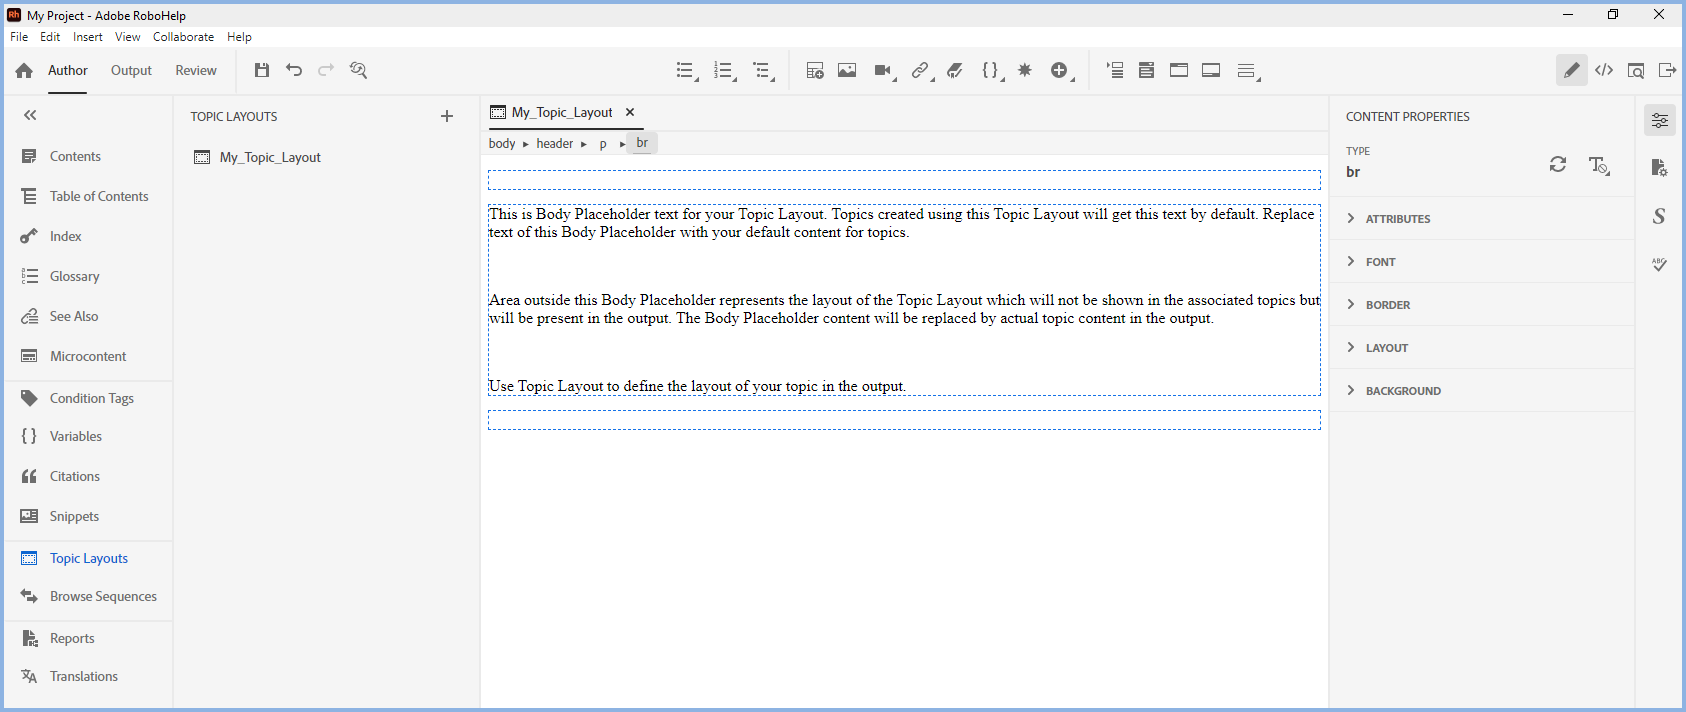 My Project - Adobe RoboHelp
File Edit Insert View Collaborate Help
Author Output Review
TOPIC LAYOUTS
My_Topic_Layout
Contents
Table of Contents
Index
Glossary
See Also
Microcontent
Condition Tags
Variables
Citations
Snippets
Topic Layouts
Browse Sequences
Reports
Translations
My_Topic_Layout
body header p br
This is Body Placeholder text for your Topic Layout. Topics created using this Topic Layout will get this text by default. Replace
text of this Body Placeholder with your default content for topics.
Area outside this Body Placeholder represents the layout of the Topic Layout which will not be shown in the associated topics but
will be present in the output. The Body Placeholder content will be replaced by actual topic content in the output.
Use Topic Layout to define the layout of your topic in the output.
CONTENT PROPERTIES
TYPE
br
ATTRIBUTES
FONT
BORDER
LAYOUT
BACKGROUND